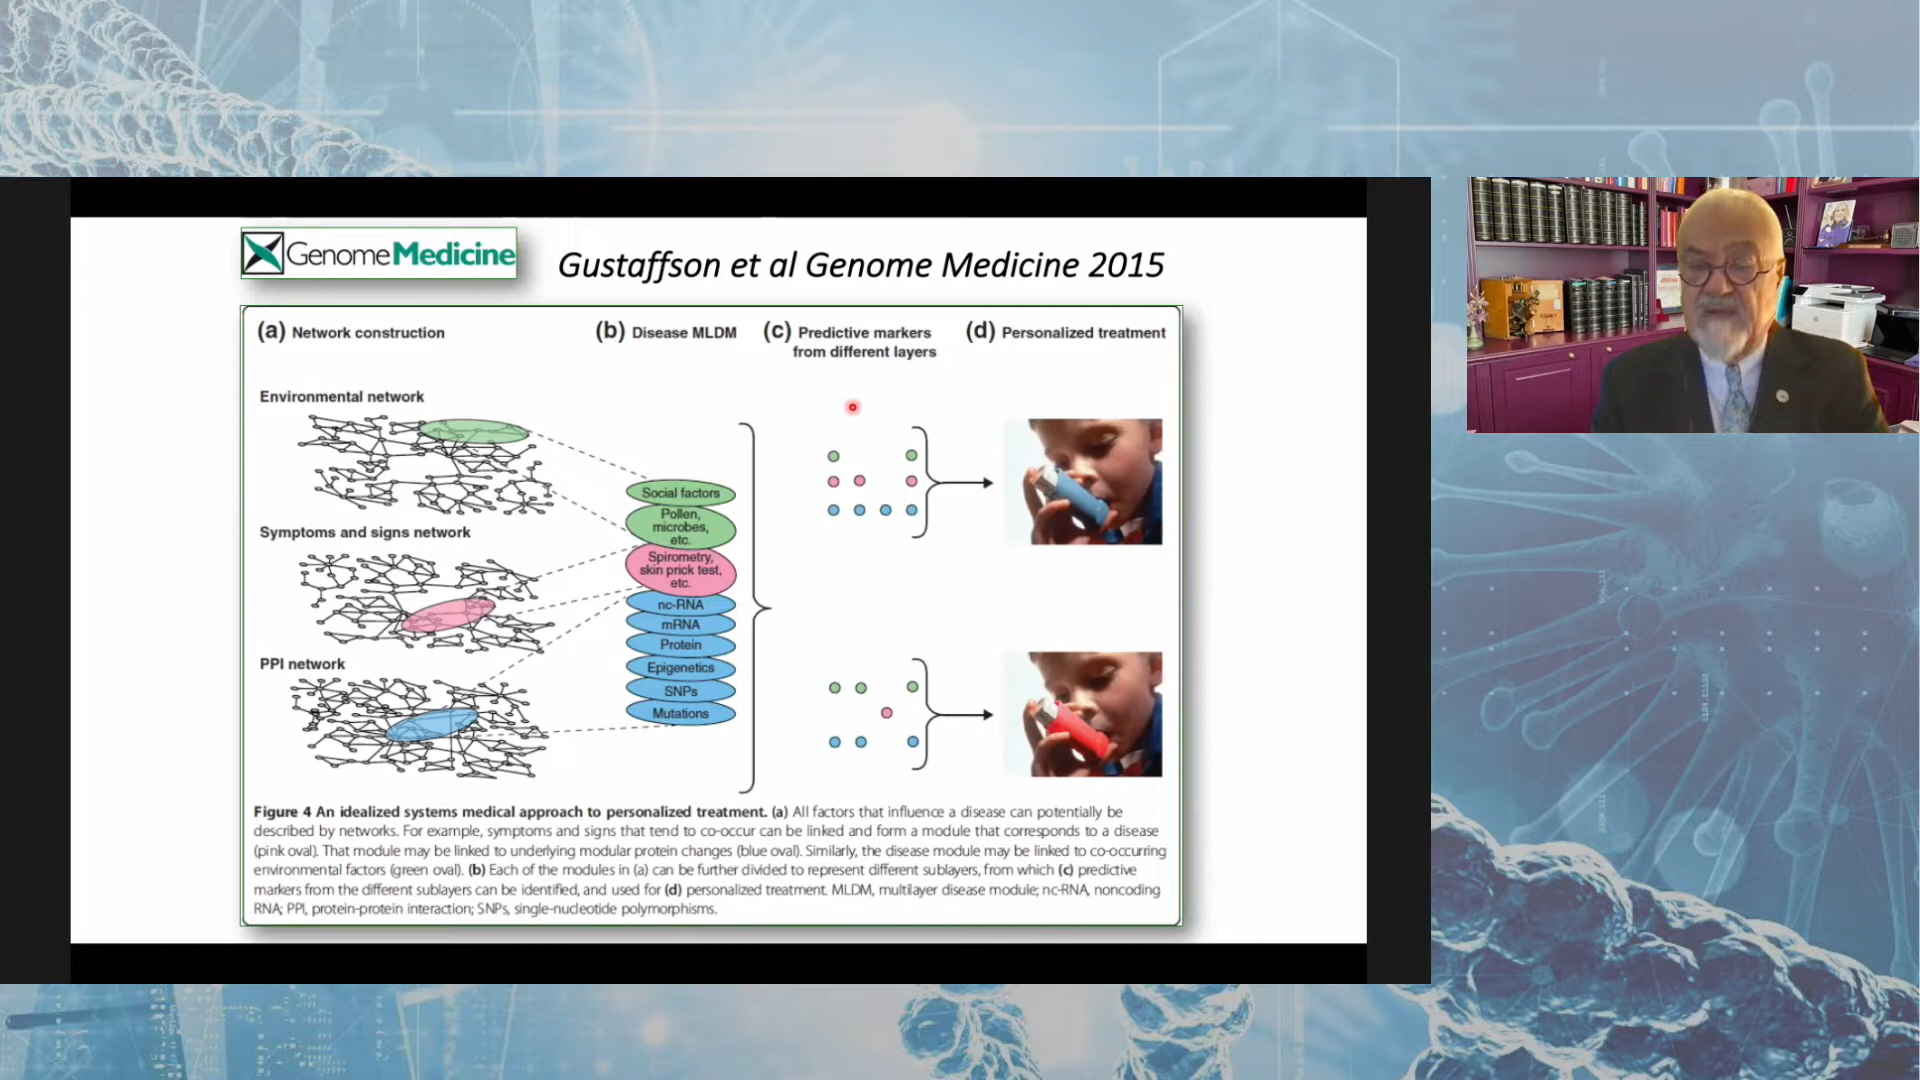 GenomeMedicine
Gustaffson et al Genome Medicine 2015
(a) Network construction
(b) Disease MLDM
(c) Predictive markers
from different layers
(d) Personalized treatment
Environmental network
Symptoms and signs network
PPI network
Social factors
Pollen,
microbes,
etc.
Spirometry,
skin prick test,
etc.
nc-RNA
mRNA
Protein
Epigenetics
SNPs
Mutations
Figure 4 An idealized systems medical approach to personalized treatment. (a) All factors that influence a disease can potentially be
described by networks. For example, symptoms and signs that tend to co-occur can be linked and form a module that corresponds to a disease
(pink oval). That module may be linked to underlying modular protein changes (blue oval). Similarly, the disease module may be linked to co-occurring
environmental factors (green oval). (b) Each of the modules in (a) can be further divided to represent different sublayers, from which (c) predictive
markers from the different sublayers can be identified, and used for (d) personalized treatment. MLDM, multilayer disease module; nc-RNA, noncoding
RNA; PPI, protein-protein interaction; SNPs, single-nucleotide polymorphisms.